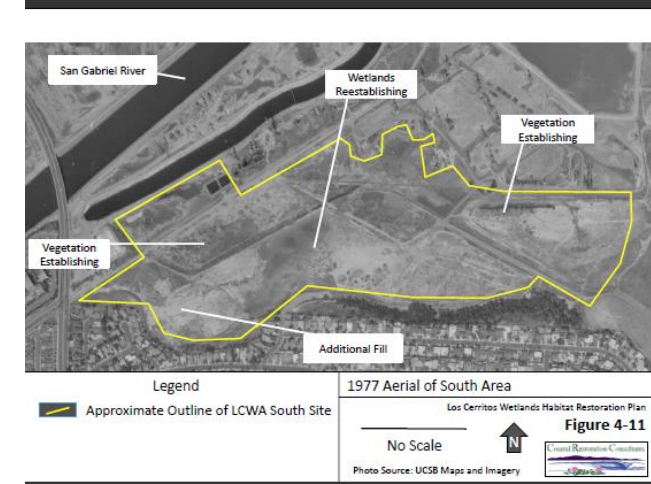 San Gabriel River
Wetlands
Reestablishing
Vegetation
Establishing
Vegetation
Establishing
Additional Fill
Legend
Approximate Outline of LCWA South Site
1977 Aerial of South Area
Los Cerritos Wetlands Habitat Restoration Plan
Figure 4-11
No Scale
N
Photo Source: UCSB Maps and Imagery
Coastal Restoration Consultants